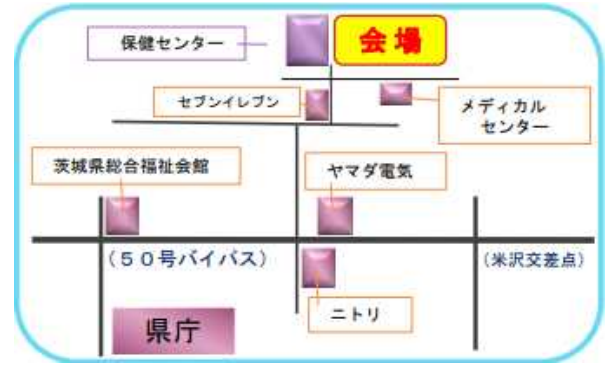 保健センター
会場
セブンイレブン
メディカル
センター
茨城県総合福祉会館
ヤマダ電気
(50号バイパス)
(米沢交差点)
ニトリ
県庁